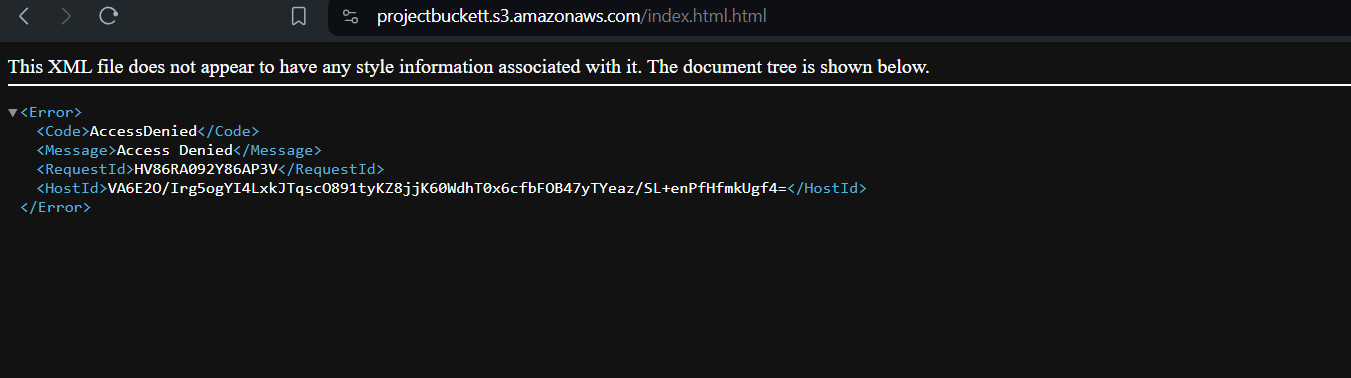 projectbuckett.s3.amazonaws.com/index.html.html
This XML file does not appear to have any style information associated with it. The document tree is shown below.
▼<Error>
<Code>AccessDenied</Code>
<Message>Access Denied</Message>
<RequestId>HV86RA092Y86AP3V</RequestId>
<HostId>VA6E2O/Irg5ogYI4LxkJTqscO891tyKZ8jjK60WdhT0x6cfbFOB47yTYeaz/SL+enPfHfmkUgf4=</HostId>
</Error>